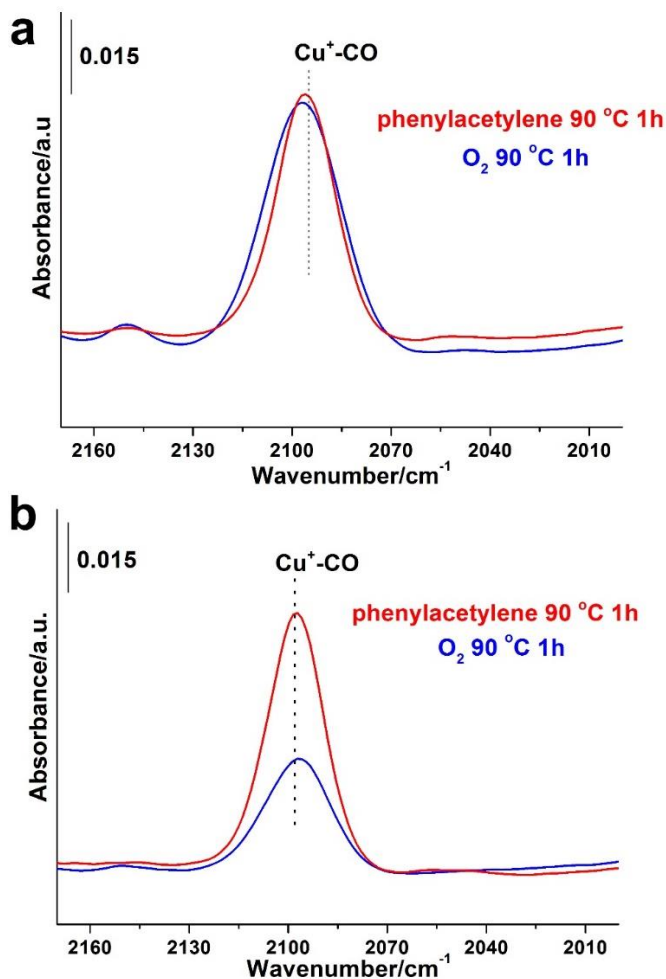 a
0.015
Cu⁺-CO
phenylacetylene 90 °C 1h
O₂ 90 °C 1h
Absorbance/a.u
2160 2130 2100 2070 2040 2010
Wavenumber/cm⁻¹
b
0.015
Cu⁺-CO
phenylacetylene 90 °C 1h
O₂ 90 °C 1h
Absorbance/a.u.
2160 2130 2100 2070 2040 2010
Wavenumber/cm⁻¹